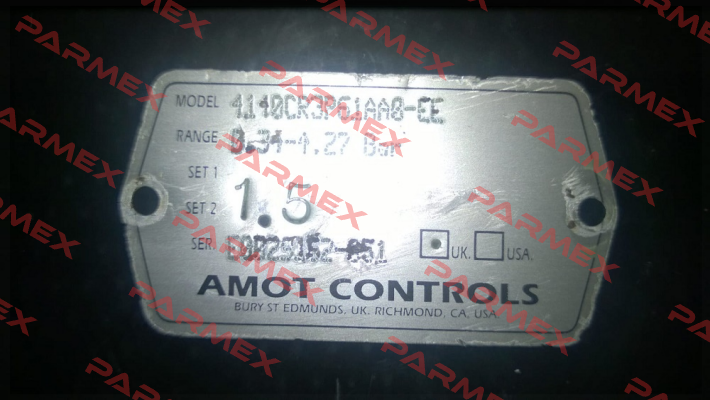 MODEL 4140CR3P61AA0-EE
RANGE 0.34-4.27 Bar
SET 1
SET 2 1.5
SER.
UK. USA.
AMOT CONTROLS
BURY ST EDMUNDS, UK. RICHMOND, CA. USA
PARMEX